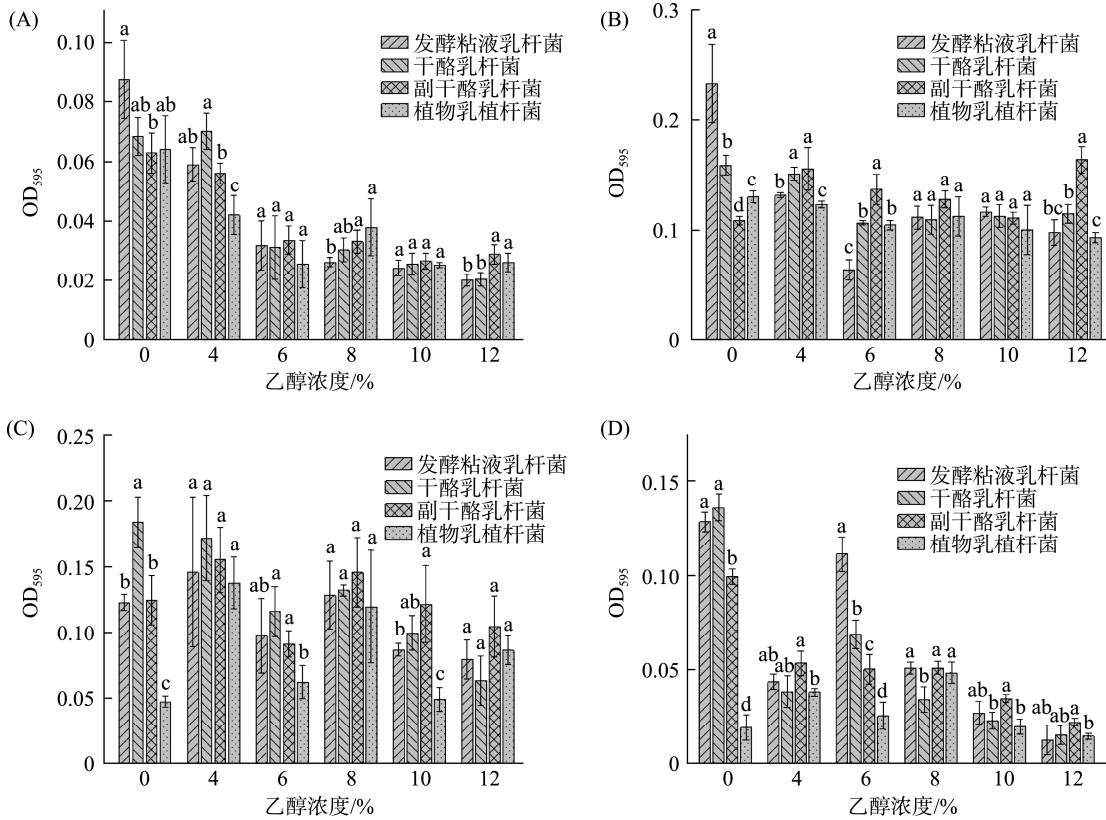 (A)
0.10
0.08
0.06
0.04
0.02
0
OD595
发酵粘液乳杆菌
干酪乳杆菌
副干酪乳杆菌
植物乳植杆菌
a ab b ab
ab a b c
a a a a
b ab a a
a a a a
b b a a
0 4 6 8 10 12
乙醇浓度/%
(B)
0.3
0.2
0.1
0
OD595
发酵粘液乳杆菌
干酪乳杆菌
副干酪乳杆菌
植物乳植杆菌
a b d c
b a a c
c b a b
a a a a
a a a a
bc b a c
0 4 6 8 10 12
乙醇浓度/%
(C)
0.25
0.20
0.15
0.10
0.05
0
OD595
发酵粘液乳杆菌
干酪乳杆菌
副干酪乳杆菌
植物乳植杆菌
b a b c
a a a a
ab a a b
a a a a
b ab a c
a a a a
0 4 6 8 10 12
乙醇浓度/%
(D)
0.15
0.10
0.05
0
OD595
发酵粘液乳杆菌
干酪乳杆菌
副干酪乳杆菌
植物乳植杆菌
a a b d
ab ab a b
a b c d
a b a a
ab b a b
ab ab a b
0 4 6 8 10 12
乙醇浓度/%